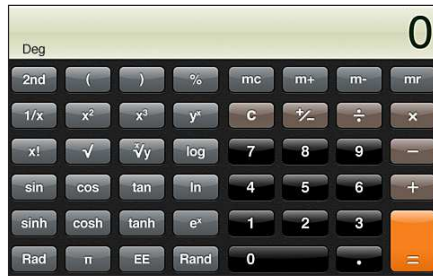 0
Deg
2nd ( ) % mc m+ m- mr
1/x x² x³ yˣ C +/− ÷ ×
x! √ ˣ√y log 7 8 9 −
sin cos tan ln 4 5 6 +
sinh cosh tanh eˣ 1 2 3
Rad π EE Rand 0 . =